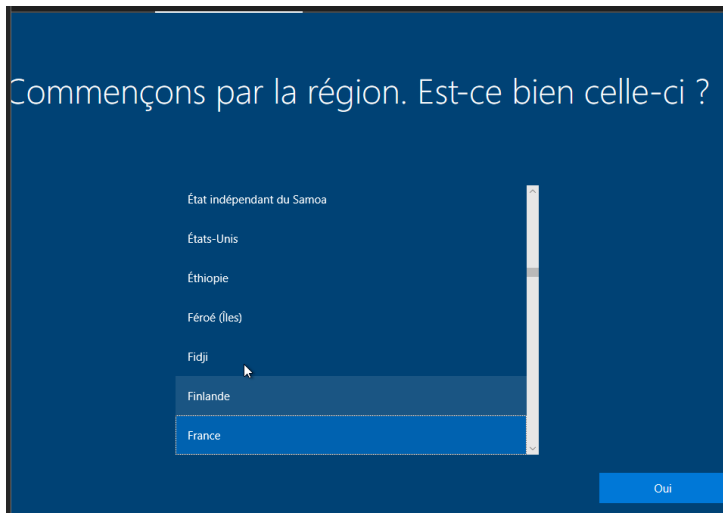 Commençons par la région. Est-ce bien celle-ci ?
État indépendant du Samoa
États-Unis
Éthiopie
Féroé (Îles)
Fidji
Finlande
France
Oui